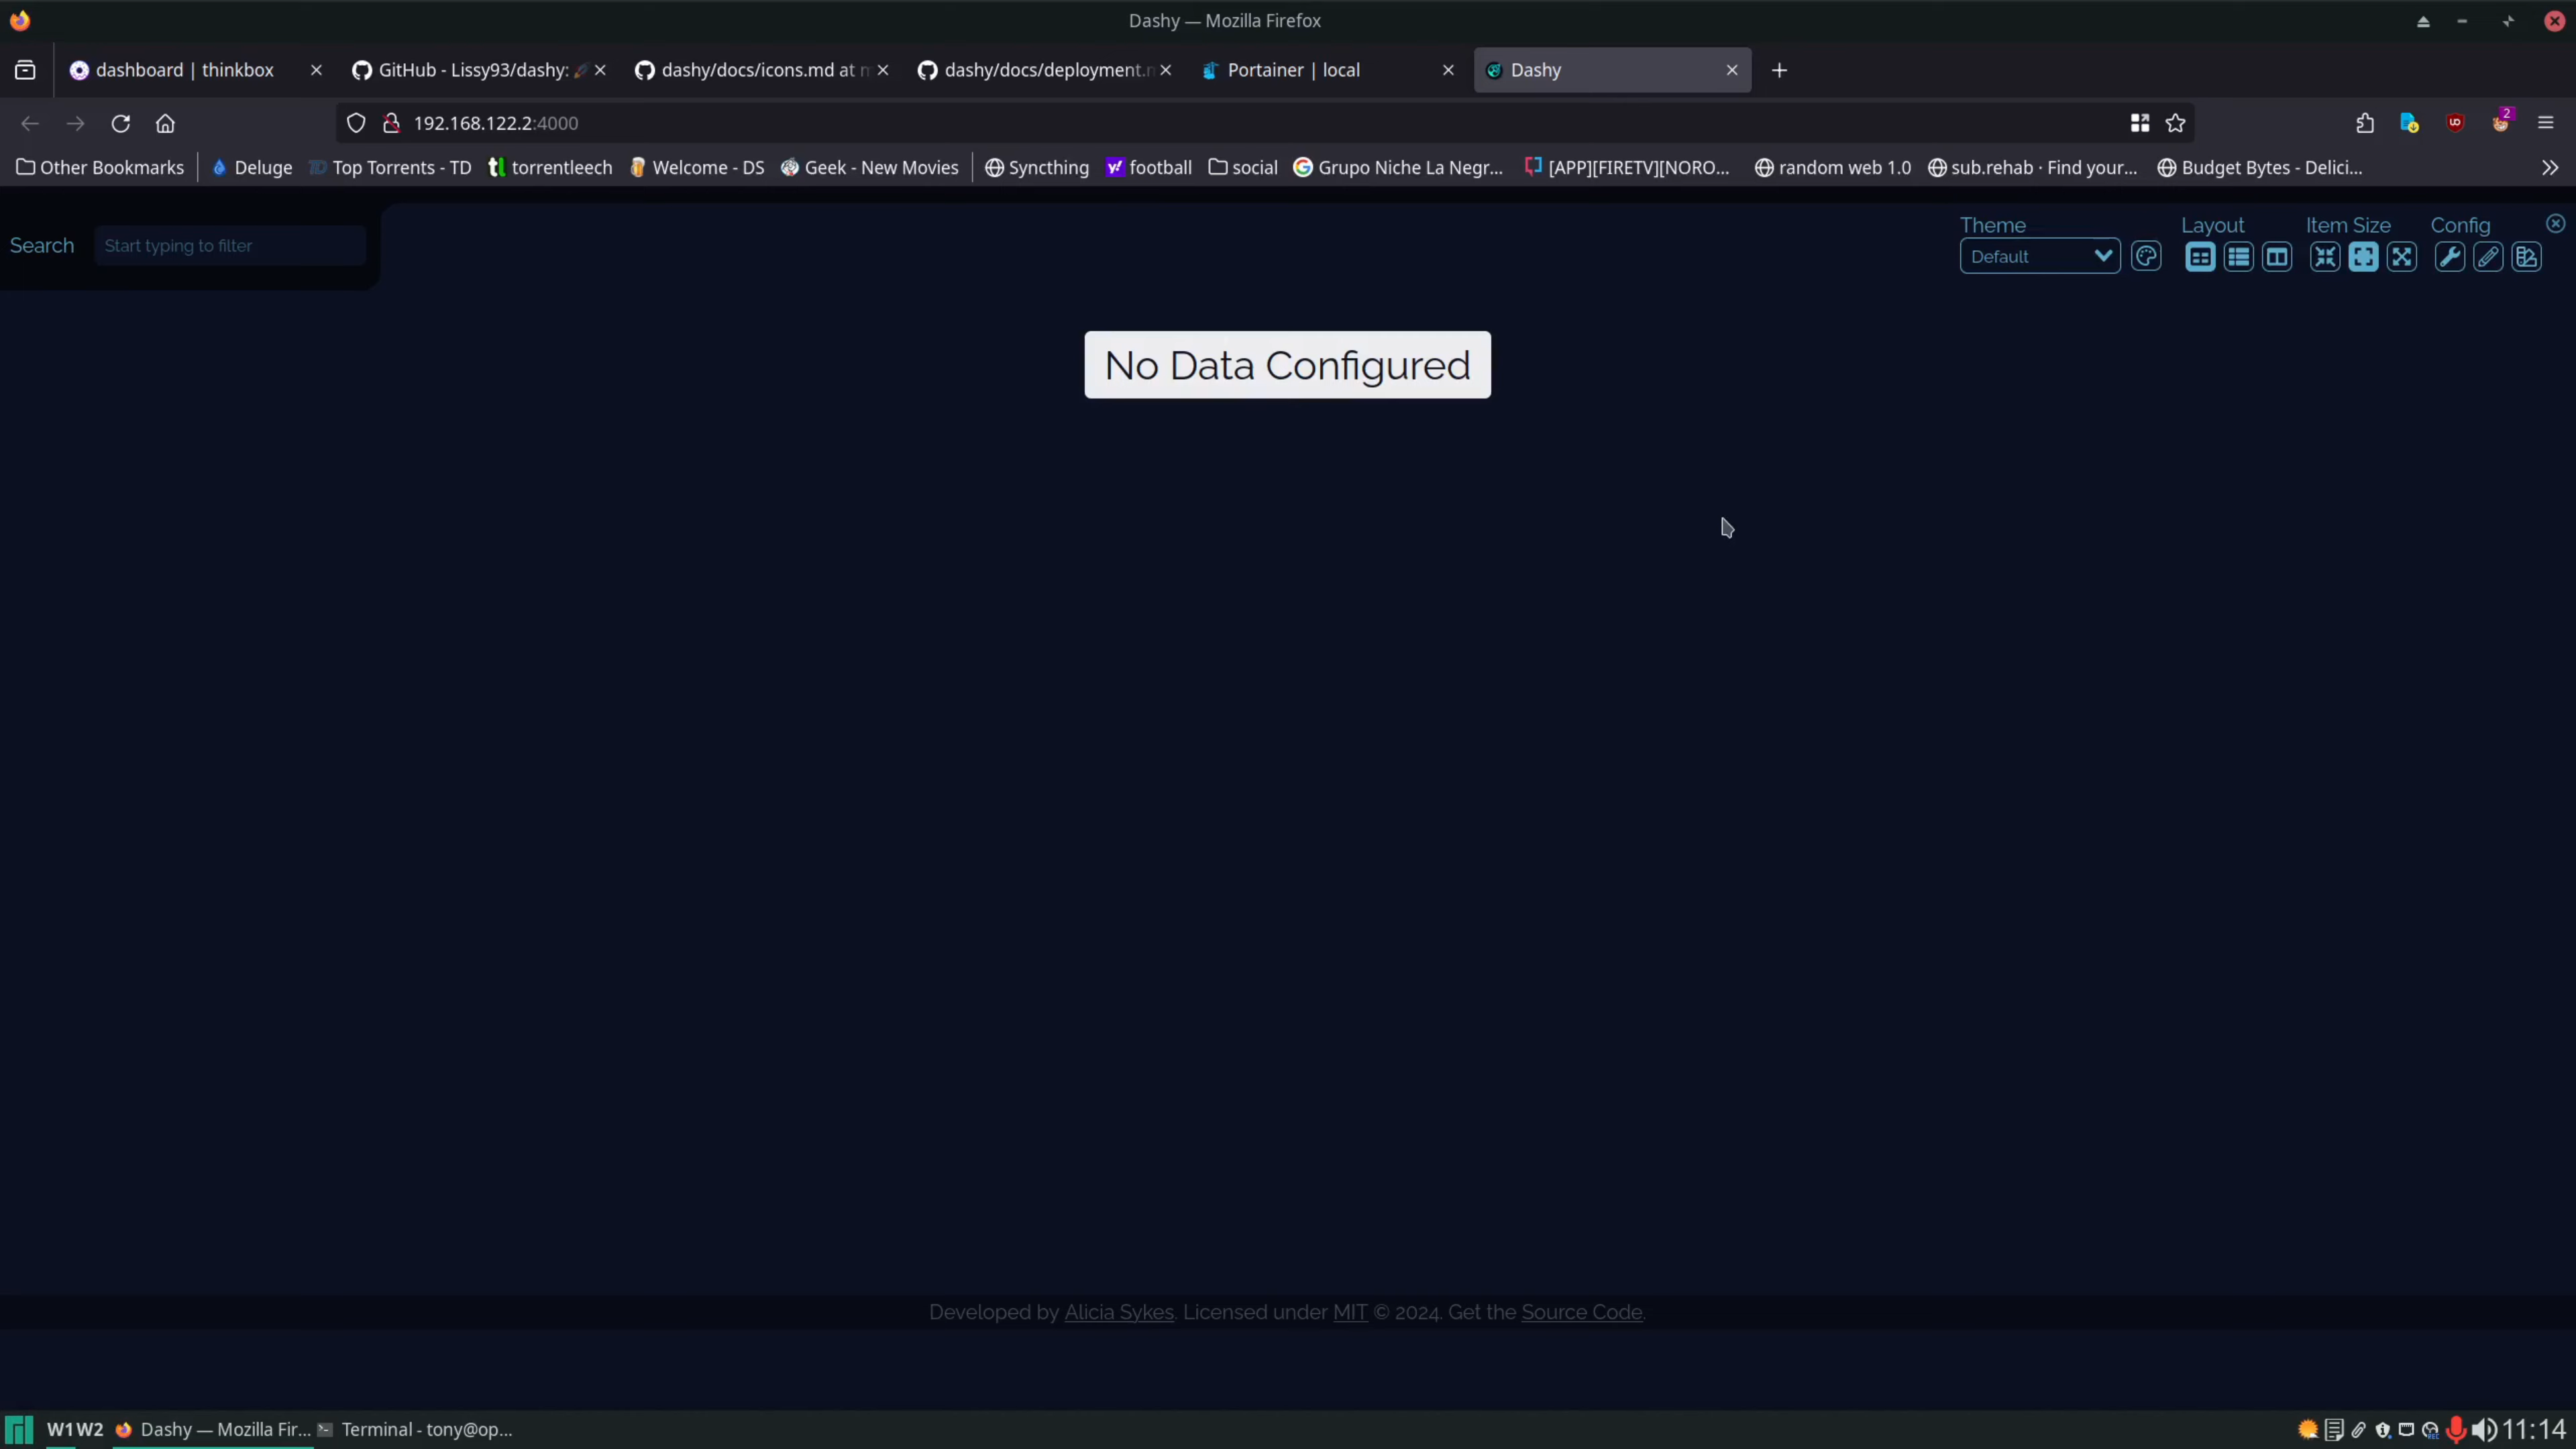 Dashy — Mozilla Firefox
dashboard | thinkbox
GitHub - Lissy93/dashy:
dashy/docs/icons.md at
dashy/docs/deployment.
Portainer | local
Dashy
192.168.122.2:4000
2
Other Bookmarks
Deluge
Top Torrents - TD
torrentleech
Welcome - DS
Geek - New Movies
Syncthing
football
social
Grupo Niche La Negr...
[APP][FIRETV][NORO...
random web 1.0
sub.rehab · Find your...
Budget Bytes - Delici...
Search
Start typing to filter
Theme
Default
Layout
Item Size
Config
No Data Configured
Developed by Alicia Sykes. Licensed under MIT © 2024. Get the Source Code.
W1 W2
Dashy — Mozilla Fir...
Terminal - tony@op...
11:14